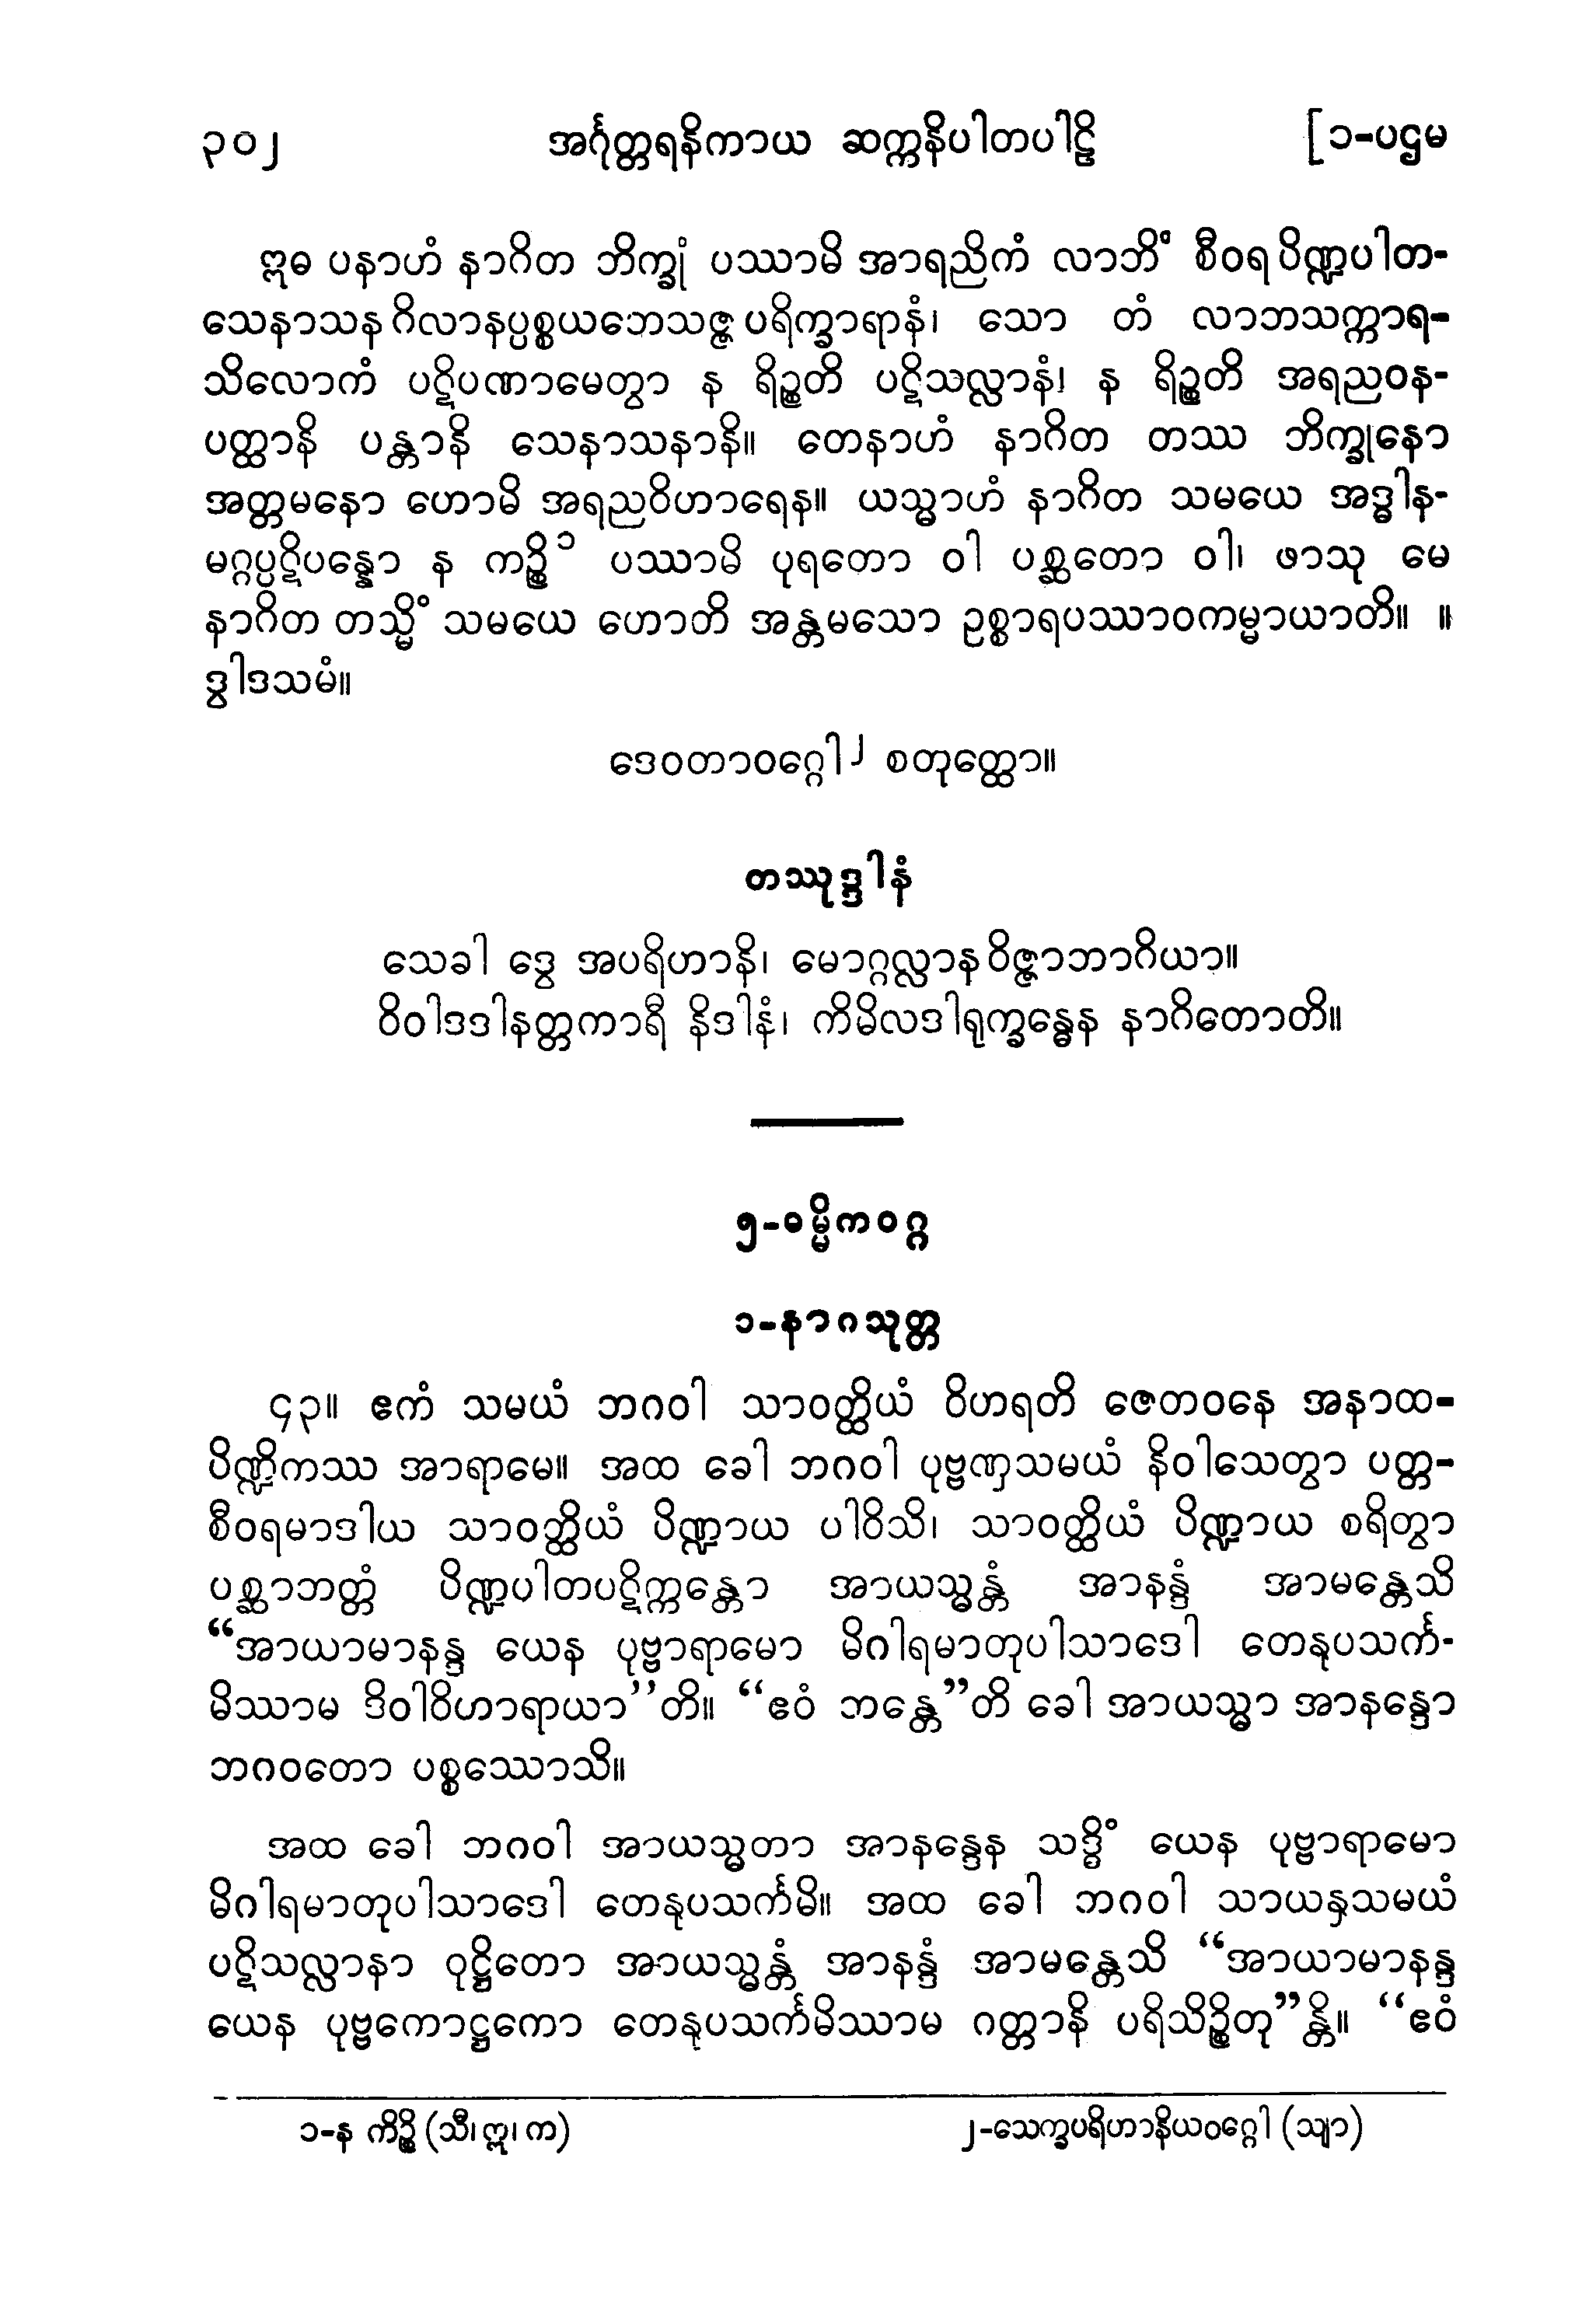 ၃၀၂ အင်္ဂုတ္တရနိကာယ ဆက္ကနိပါတပါဠိ [၁-ပဌမ
ဣဓ ပနာဟံ နာဂိတ ဘိက္ခုံ ပဿာမိ အာရညိကံ လာဘိံ စီဝရပိဏ္ဍပါတ-
သေနာသနဂိလာနပ္ပစ္စယဘေသဇ္ဇပရိက္ခာရာနံ၊ သော တံ လာဘသက္ကာရ-
သိလောကံ ပဋိပဏာမေတွာ န ရိဉ္စတိ ပဋိသလ္လာနံ၊ န ရိဉ္စတိ အရညဝန-
ပတ္ထာနိ ပန္တာနိ သေနာသနာနိ။ တေနာဟံ နာဂိတ တဿ ဘိက္ခုနော
အတ္တမနော ဟောမိ အရညဝိဟာရေန။ ယသ္မာဟံ နာဂိတ သမယေ အဒ္ဓါန-
မဂ္ဂပ္ပဋိပန္နော န ကဉ္စိ ၁ ပဿာမိ ပုရတော ဝါ ပစ္ဆတော ဝါ၊ ဖာသု မေ
နာဂိတ တသ္မိံ သမယေ ဟောတိ အန္တမသော ဥစ္စာရပဿာဝကမ္မာယာတိ။ ။
ဒွါဒသမံ။
ဒေဝတာဝဂ္ဂေါ ၂ စတုတ္ထော။
တဿုဒ္ဒါနံ
သေခါ ဒွေ အပရိဟာနိ၊ မောဂ္ဂလ္လာန ဝိဇ္ဇာဘာဂိယာ။
ဝိဝါဒဒါနတ္တကာရီ နိဒါနံ၊ ကိမိလဒါရုက္ခန္ဓေန နာဂိတောတိ။
၅-ဓမ္မိကဝဂ္ဂ
၁-နာဂသုတ္တ
၄၃။ ဧကံ သမယံ ဘဂဝါ သာဝတ္ထိယံ ဝိဟရတိ ဇေတဝနေ အနာထ-
ပိဏ္ဍိကဿ အာရာမေ။ အထ ခေါ ဘဂဝါ ပုဗ္ဗဏှသမယံ နိဝါသေတွာ ပတ္တ-
စီဝရမာဒါယ သာဝတ္ထိယံ ပိဏ္ဍာယ ပါဝိသိ၊ သာဝတ္ထိယံ ပိဏ္ဍာယ စရိတွာ
ပစ္ဆာဘတ္တံ ပိဏ္ဍပါတပဋိက္ကန္တော အာယသ္မန္တံ အာနန္ဒံ အာမန္တေသိ
“အာယာမာနန္ဒ ယေန ပုဗ္ဗာရာမော မိဂါရမာတုပါသာဒေါ တေနုပသင်္က-
မိဿာမ ဒိဝါဝိဟာရာယာ”တိ။ “ဧဝံ ဘန္တေ”တိ ခေါ အာယသ္မာ အာနန္ဒော
ဘဂဝတော ပစ္စဿောသိ။
အထ ခေါ ဘဂဝါ အာယသ္မတာ အာနန္ဒေန သဒ္ဓိံ ယေန ပုဗ္ဗာရာမော
မိဂါရမာတုပါသာဒေါ တေနုပသင်္ကမိ။ အထ ခေါ ဘဂဝါ သာယနှသမယံ
ပဋိသလ္လာနာ ဝုဋ္ဌိတော အာယသ္မန္တံ အာနန္ဒံ အာမန္တေသိ “အာယာမာနန္ဒ
ယေန ပုဗ္ဗကောဋ္ဌကော တေနုပသင်္ကမိဿာမ ဂတ္တာနိ ပရိသိဉ္စိတု”န္တိ။ “ဧဝံ
၁-န ကိဉ္စိ (သီ၊ ဣ၊ က) ၂-သေက္ခပရိဟာနိယဝဂ္ဂေါ (သျာ)